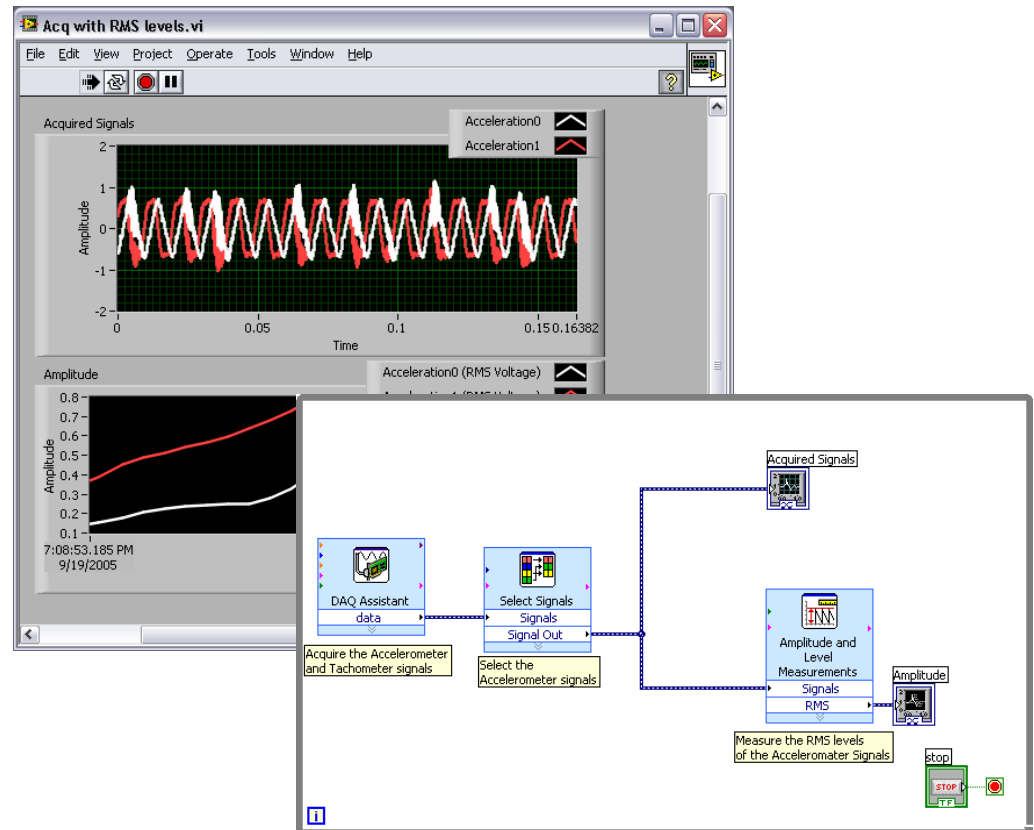 Acq with RMS levels.vi
File Edit View Project Operate Tools Window Help
Acquired Signals
Acceleration0
Acceleration1
2
1
0
-1
-2
Amplitude
0
0.05
0.1
0.15
0.16382
Time
Amplitude
Acceleration0 (RMS Voltage)
0.8
0.7
0.6
0.5
0.4
0.3
0.2
0.1
Amplitude
7:08:53.185 PM
9/19/2005
Acquired Signals
DAQ Assistant
data
Acquire the Accelerometer
and Tachometer signals
Select Signals
Signals
Signal Out
Select the
Accelerometer signals
Amplitude and
Level
Measurements
Signals
RMS
Measure the RMS levels
of the Acceleromater Signals
Amplitude
stop
STOP
TF
i